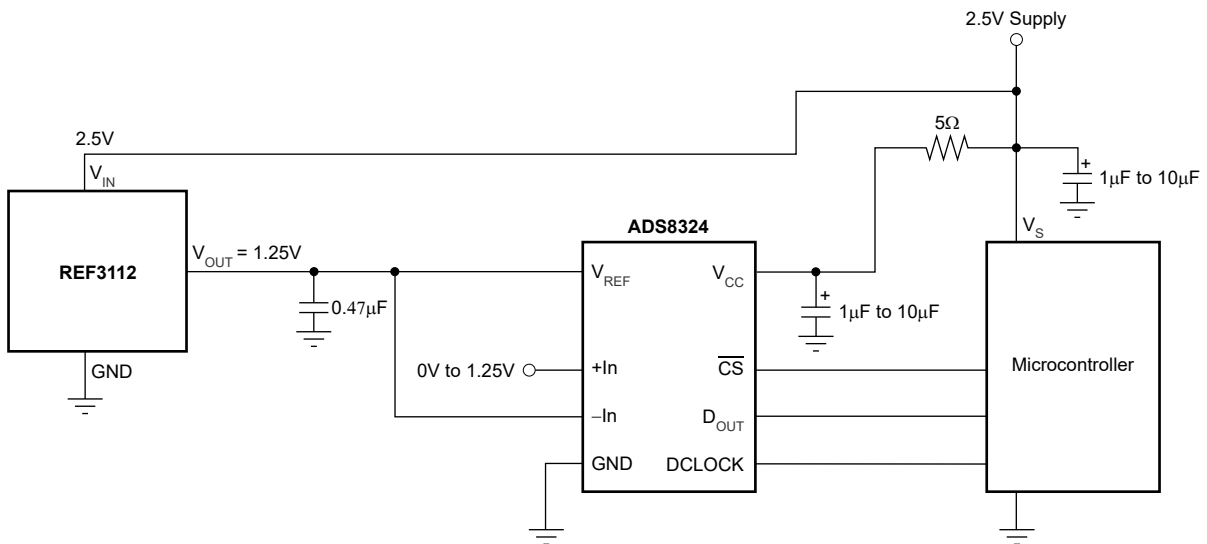 2.5V Supply
2.5V
VIN
5Ω
1μF to 10μF
ADS8324
VS
VOUT = 1.25V
REF3112
VREF
VCC
0.47μF
1μF to 10μF
GND
0V to 1.25V
+In
CS
Microcontroller
–In
DOUT
GND
DCLOCK